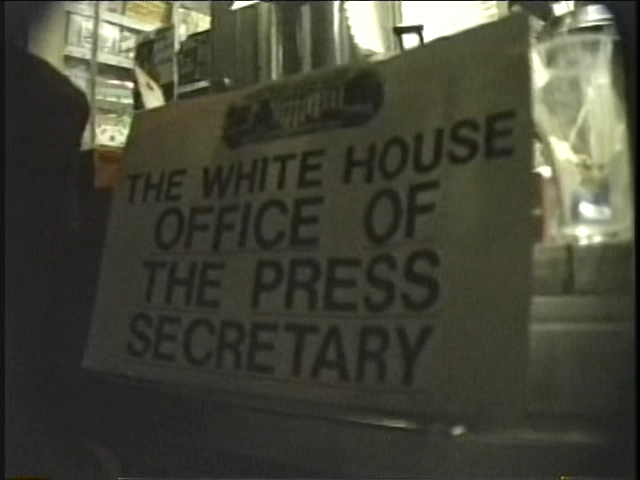 THE WHITE HOUSE
OFFICE OF
THE PRESS
SECRETARY